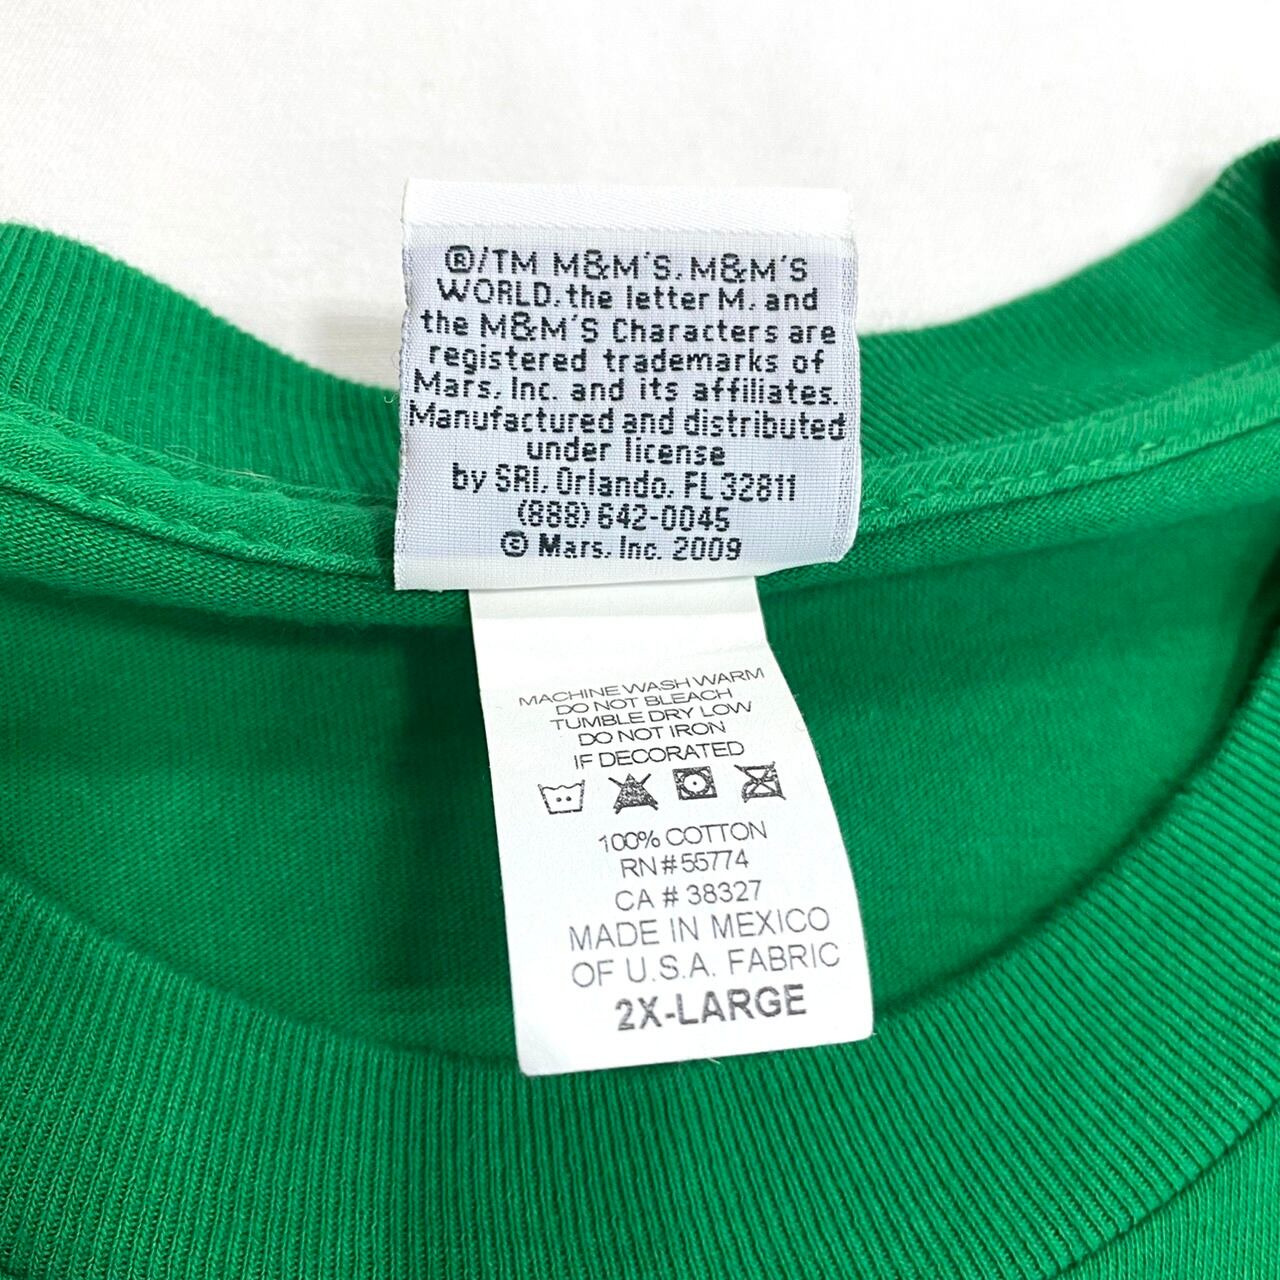 ®/TM M&M'S, M&M'S
WORLD, the letter M, and
the M&M'S Characters are
registered trademarks of
Mars, Inc. and its affiliates.
Manufactured and distributed
under license
by SRI, Orlando, FL 32811
(888) 642-0045
© Mars, Inc. 2009
MACHINE WASH WARM
DO NOT BLEACH
TUMBLE DRY LOW
DO NOT IRON
IF DECORATED
100% COTTON
RN#55774
CA # 38327
MADE IN MEXICO
OF U.S.A. FABRIC
2X-LARGE